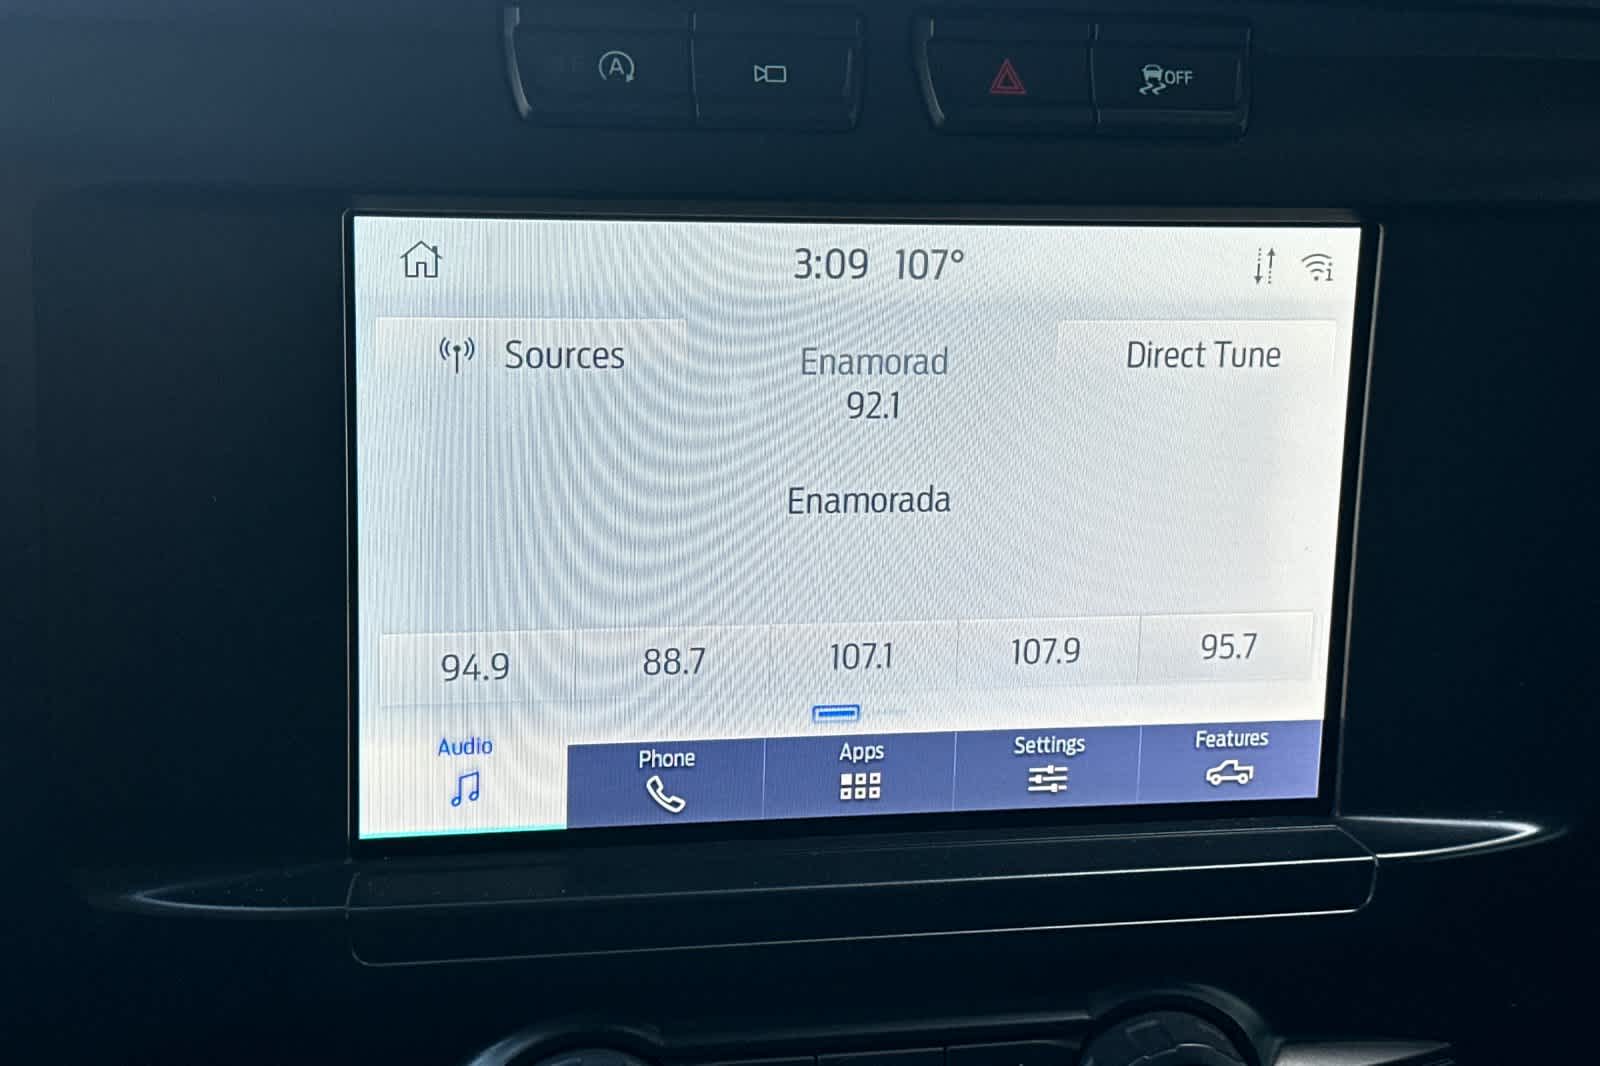 A
OFF
3:09 107°
Sources
Enamorad
Direct Tune
92.1
Enamorada
94.9 88.7 107.1 107.9 95.7
Audio Phone Apps Settings Features